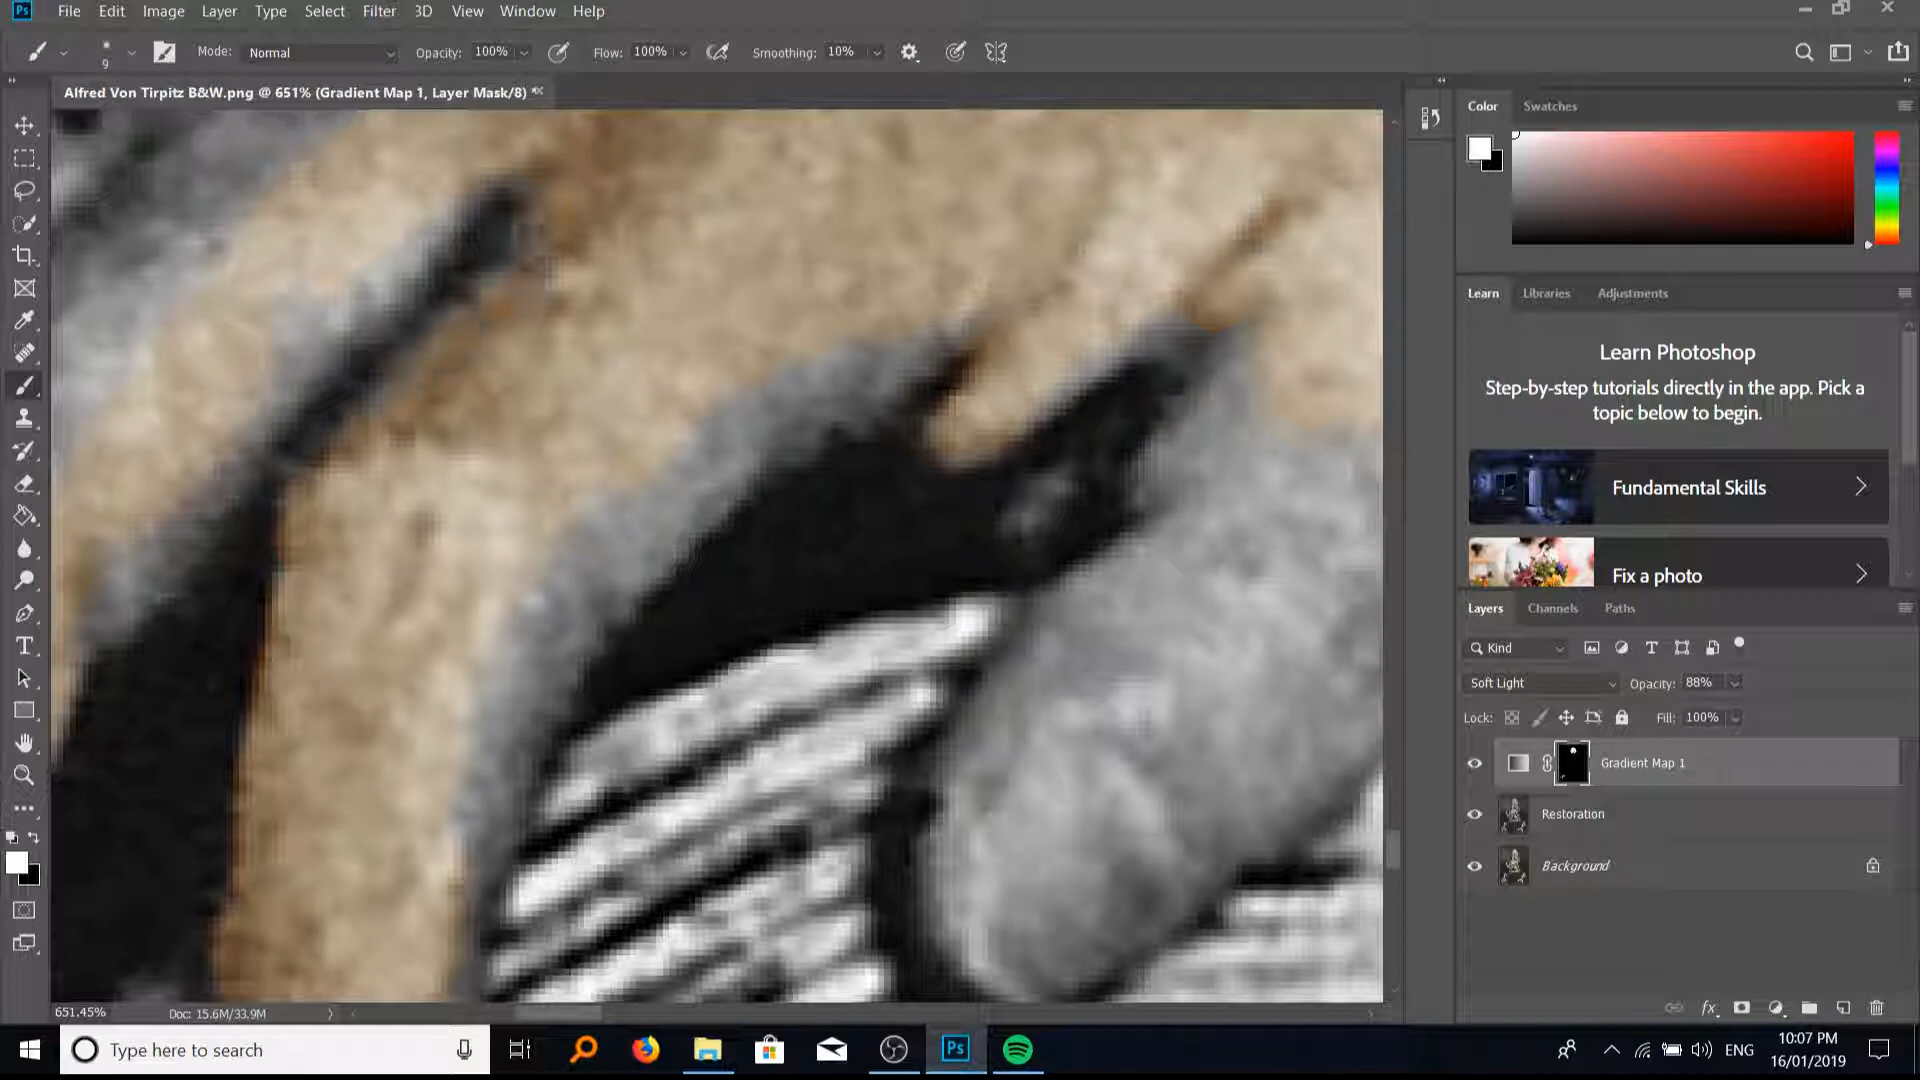 Ps File Edit Image Layer Type Select Filter 3D View Window Help
9 Mode: Normal Opacity: 100% Flow: 100% Smoothing: 10%
Alfred Von Tirpitz B&W.png @ 651% (Gradient Map 1, Layer Mask/8) *
Color Swatches
Learn Libraries Adjustments
Learn Photoshop
Step-by-step tutorials directly in the app. Pick a
topic below to begin.
Fundamental Skills
Fix a photo
Layers Channels Paths
Kind
Soft Light Opacity: 88%
Lock: Fill: 100%
Gradient Map 1
Restoration
Background
fx
651.45% Doc: 15.6M/33.9M
Type here to search
Ps
ENG
10:07 PM
16/01/2019